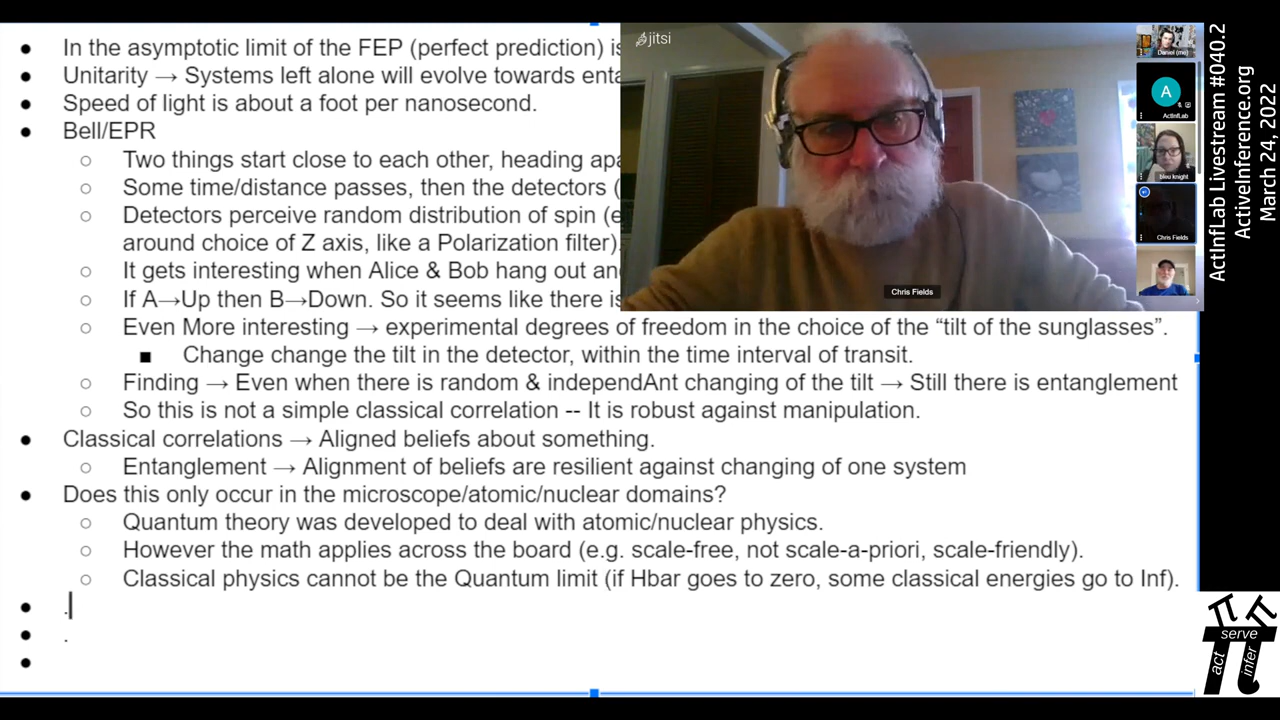 In the asymptotic limit of the FEP (perfect prediction) is
Unitarity → Systems left alone will evolve towards enta
Speed of light is about a foot per nanosecond.
Bell/EPR
Two things start close to each other, heading apa
Some time/distance passes, then the detectors (
Detectors perceive random distribution of spin (e
around choice of Z axis, like a Polarization filter).
It gets interesting when Alice & Bob hang out an
If A→Up then B→Down. So it seems like there is
Even More interesting → experimental degrees of freedom in the choice of the “tilt of the sunglasses”.
Change change the tilt in the detector, within the time interval of transit.
Finding → Even when there is random & independAnt changing of the tilt → Still there is entanglement
So this is not a simple classical correlation -- It is robust against manipulation.
Classical correlations → Aligned beliefs about something.
Entanglement → Alignment of beliefs are resilient against changing of one system
Does this only occur in the microscope/atomic/nuclear domains?
Quantum theory was developed to deal with atomic/nuclear physics.
However the math applies across the board (e.g. scale-free, not scale-a-priori, scale-friendly).
Classical physics cannot be the Quantum limit (if Hbar goes to zero, some classical energies go to Inf).
.
.
jitsi
Chris Fields
Daniel (me)
A
ActInfLab
bleu knight
Chris Fields
ActInfLab Livestream #040.2
ActiveInference.org
March 24, 2022
π π
serve
act
infer